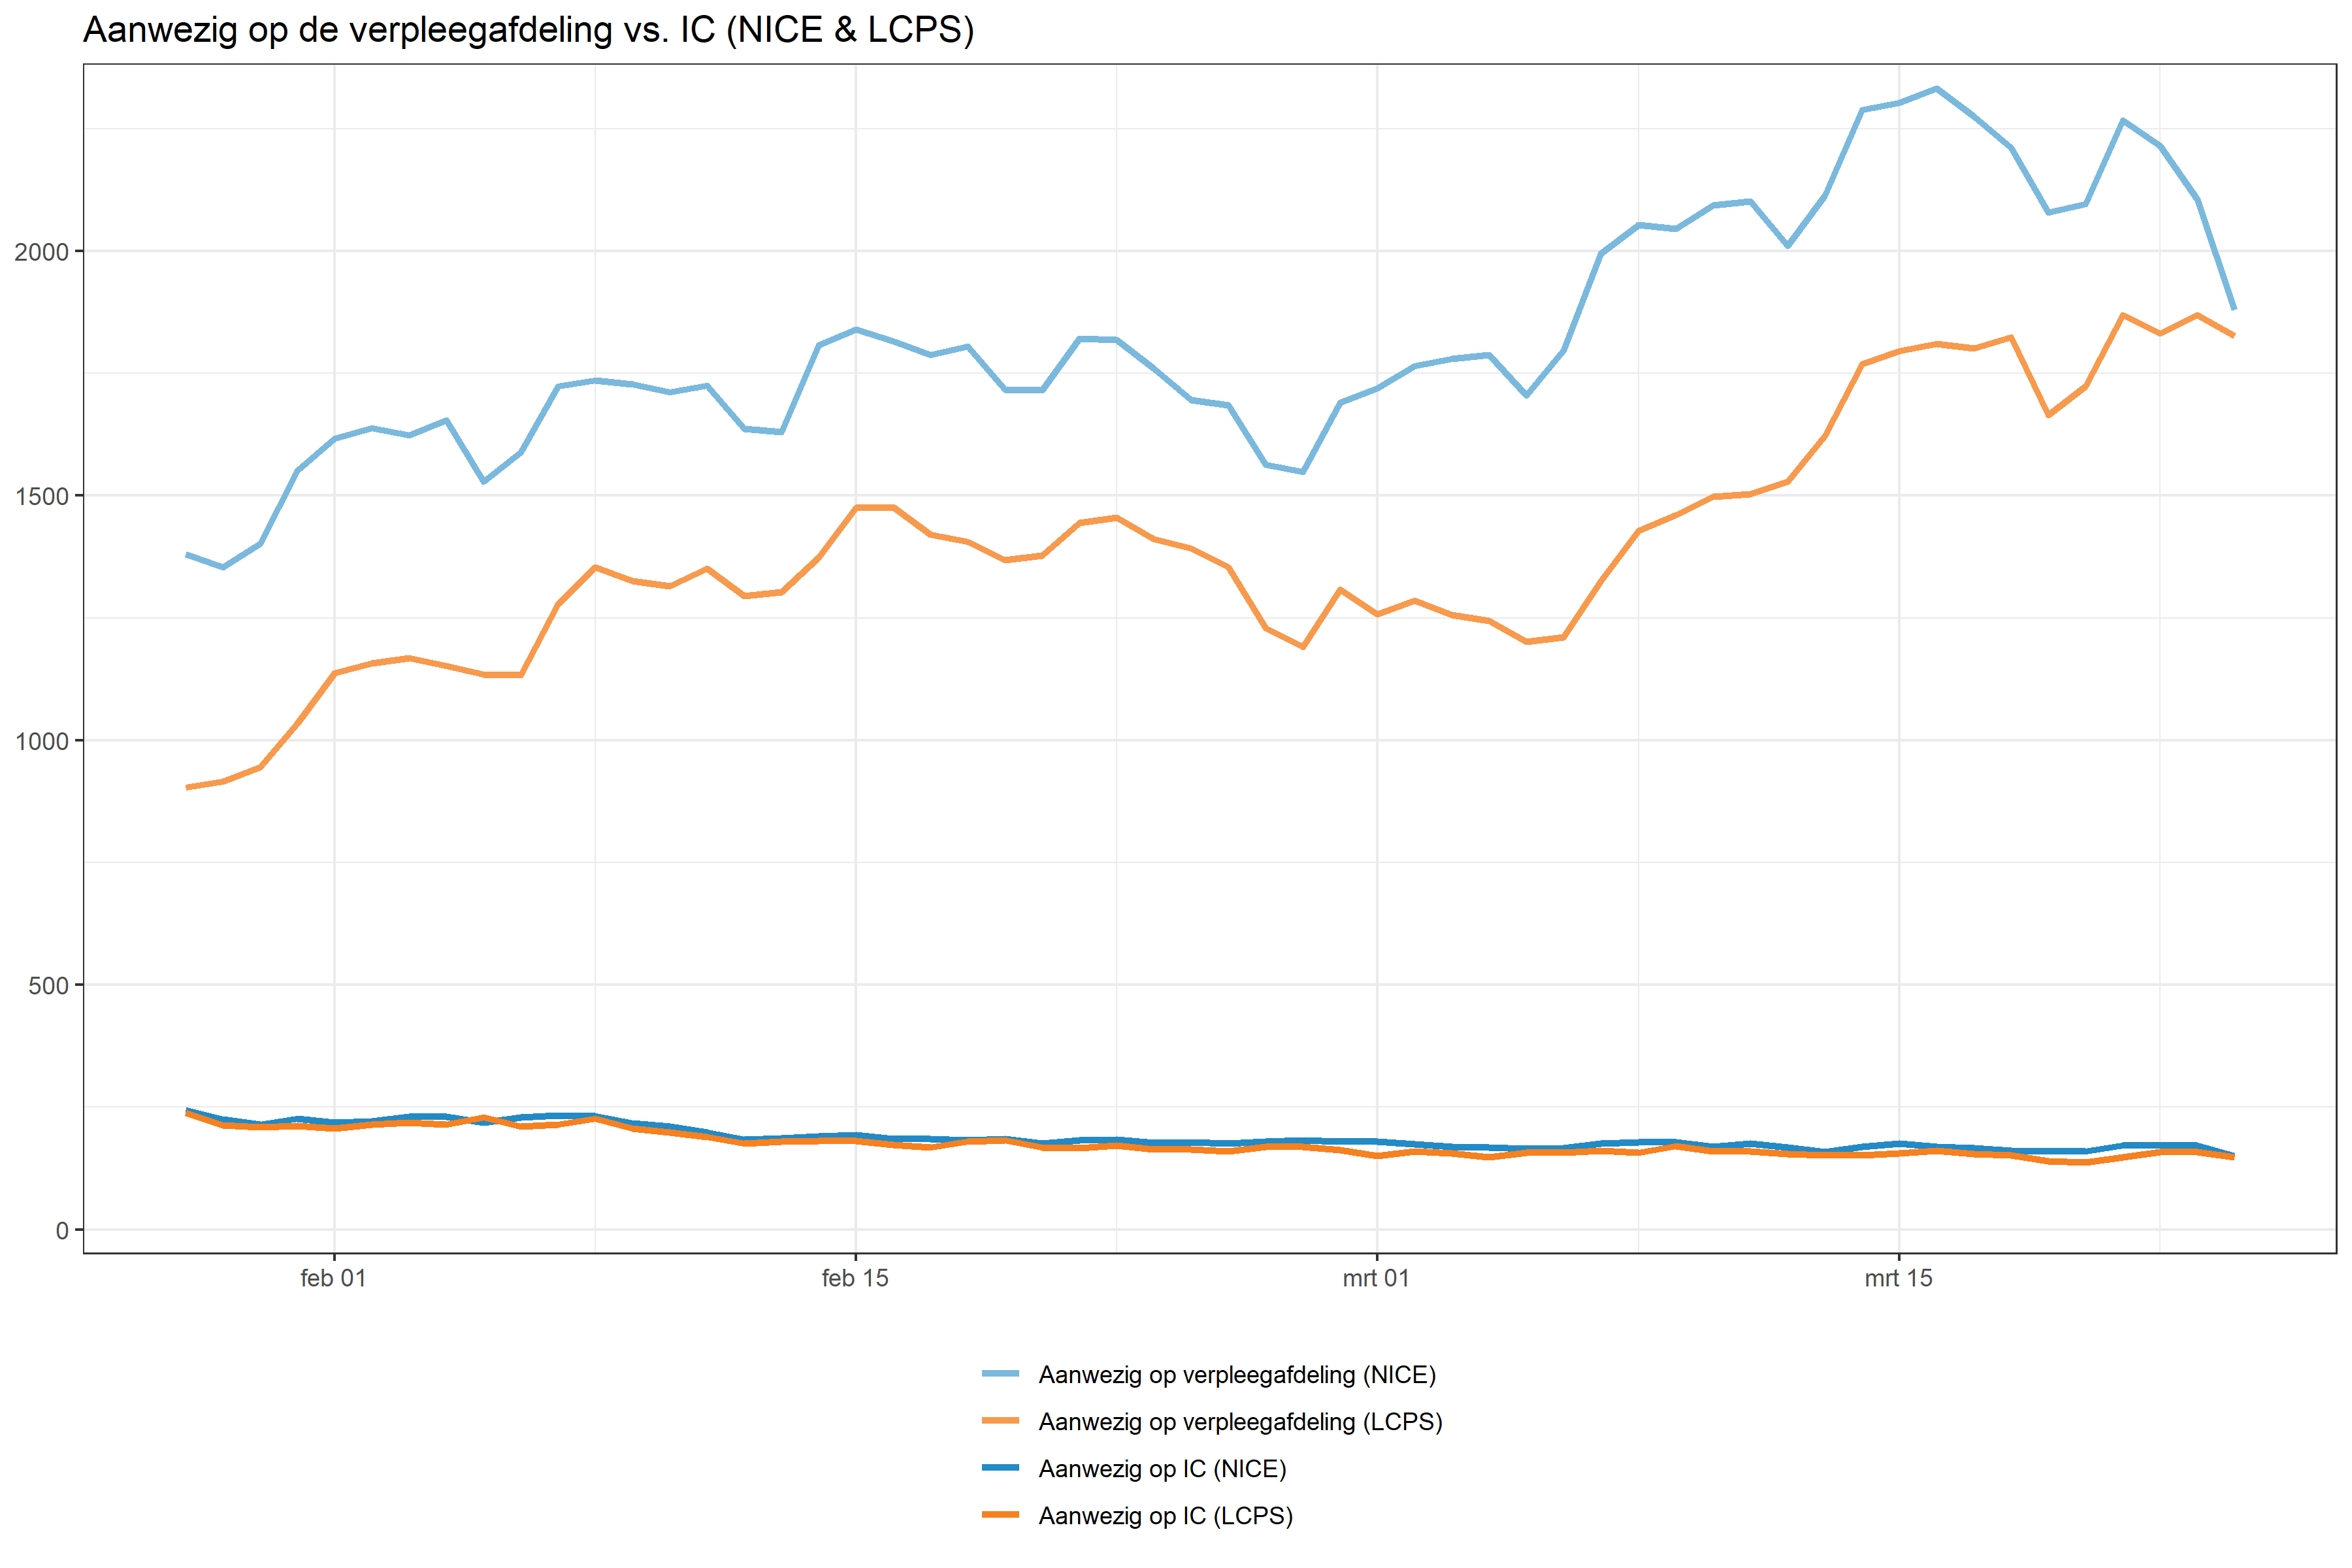 Aanwezig op de verpleegafdeling vs. IC (NICE & LCPS)
2000
1500
1000
500
0
feb 01
feb 15
mrt 01
mrt 15
Aanwezig op verpleegafdeling (NICE)
Aanwezig op verpleegafdeling (LCPS)
Aanwezig op IC (NICE)
Aanwezig op IC (LCPS)